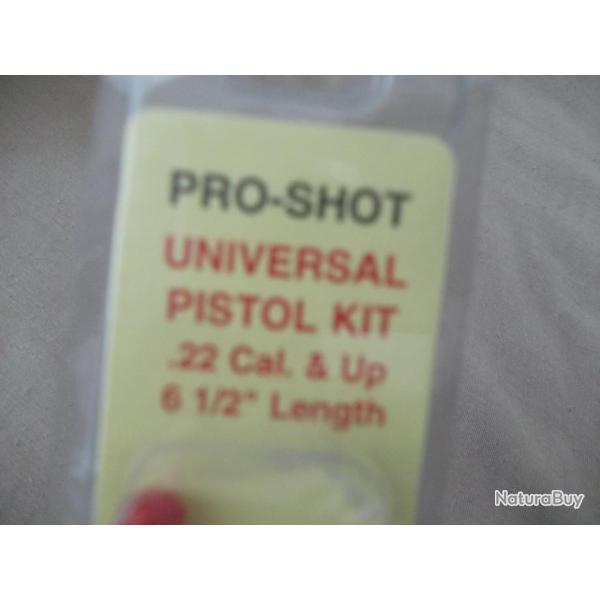 PRO-SHOT
UNIVERSAL
PISTOL KIT
.22 Cal. & Up
6 1/2" Length
NaturaBuy